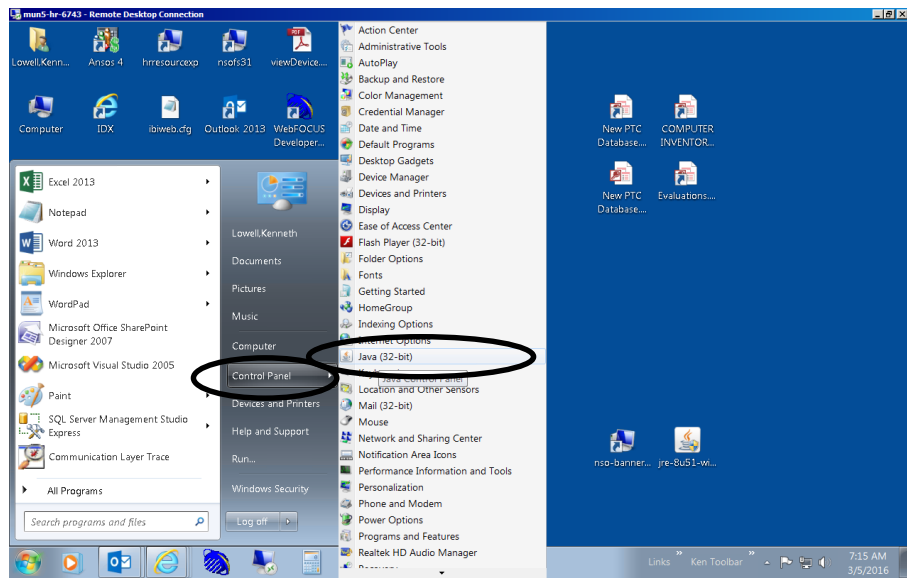 mun5-hr-6743 - Remote Desktop Connection
Lowell,Kenn...
Ansos 4
hrresourcexp
nsofs31
viewDevice....
Computer
IDX
ibiweb.cfg
Outlook 2013
WebFOCUS
Developer...
New PTC
Database....
COMPUTER
INVENTOR...
New PTC
Database....
Evaluations....
nso-banner...
jre-8u51-wi...
Excel 2013
Notepad
Word 2013
Windows Explorer
WordPad
Microsoft Office SharePoint
Designer 2007
Microsoft Visual Studio 2005
Paint
SQL Server Management Studio
Express
Communication Layer Trace
All Programs
Search programs and files
Lowell,Kenneth
Documents
Pictures
Music
Computer
Control Panel
Devices and Printers
Help and Support
Run...
Windows Security
Log off
Action Center
Administrative Tools
AutoPlay
Backup and Restore
Color Management
Credential Manager
Date and Time
Default Programs
Desktop Gadgets
Device Manager
Devices and Printers
Display
Ease of Access Center
Flash Player (32-bit)
Folder Options
Fonts
Getting Started
HomeGroup
Indexing Options
Internet Options
Java (32-bit)
Java Control Panel
Location and Other Sensors
Mail (32-bit)
Mouse
Network and Sharing Center
Notification Area Icons
Performance Information and Tools
Personalization
Phone and Modem
Power Options
Programs and Features
Realtek HD Audio Manager
Links
Ken Toolbar
7:15 AM
3/5/2016